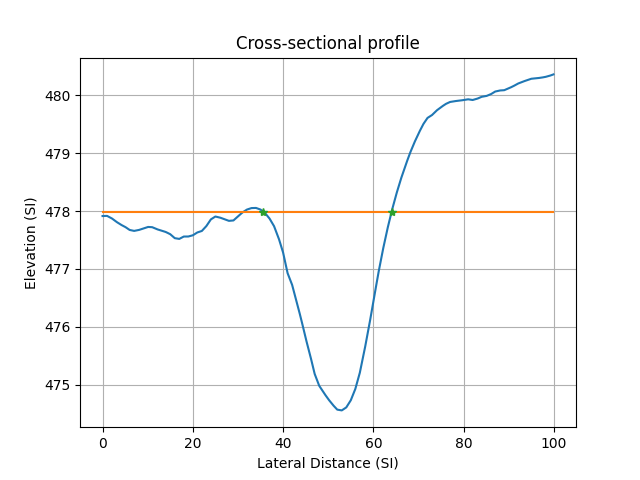 Cross-sectional profile
Elevation (SI)
480
479
478
477
476
475
0 20 40 60 80 100
Lateral Distance (SI)